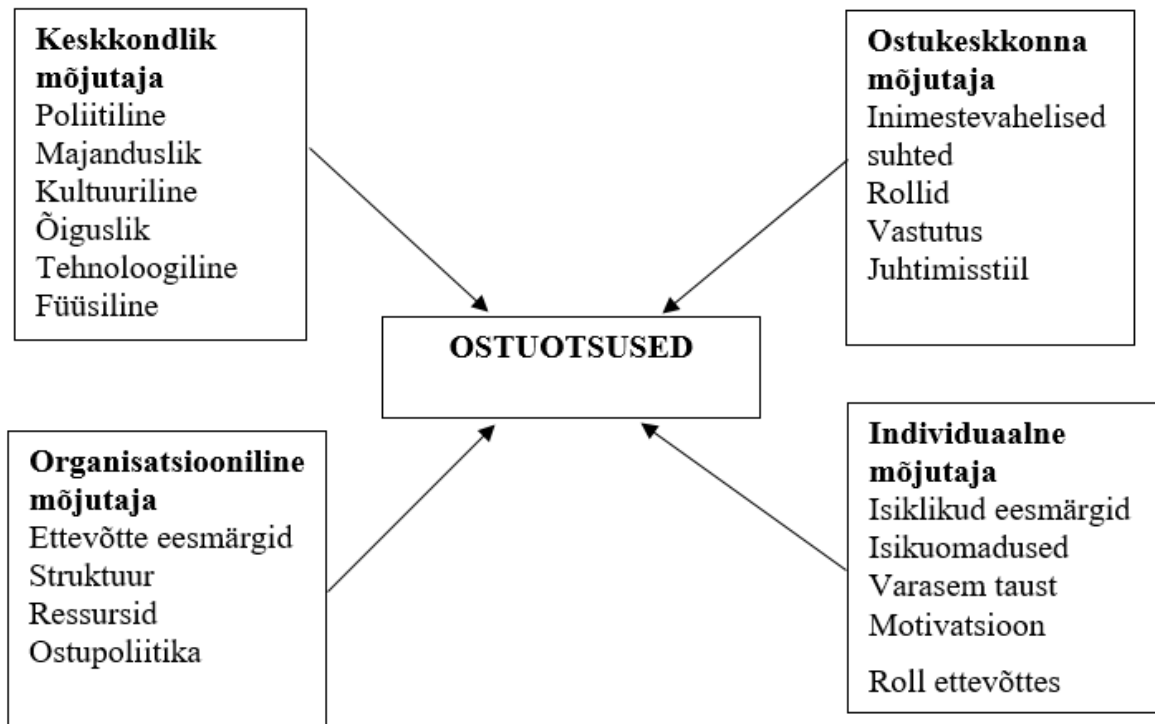 Keskkondlik
mõjutaja
Poliitiline
Majanduslik
Kultuuriline
Õiguslik
Tehnoloogiline
Füüsiline
Ostukeskkonna
mõjutaja
Inimestevahelised
suhted
Rollid
Vastutus
Juhtimisstiil
OSTUOTSUSED
Organisatsiooniline
mõjutaja
Ettevõtte eesmärgid
Struktuur
Ressursid
Ostupoliitika
Individuaalne
mõjutaja
Isiklikud eesmärgid
Isikuomadused
Varasem taust
Motivatsioon
Roll ettevõttes